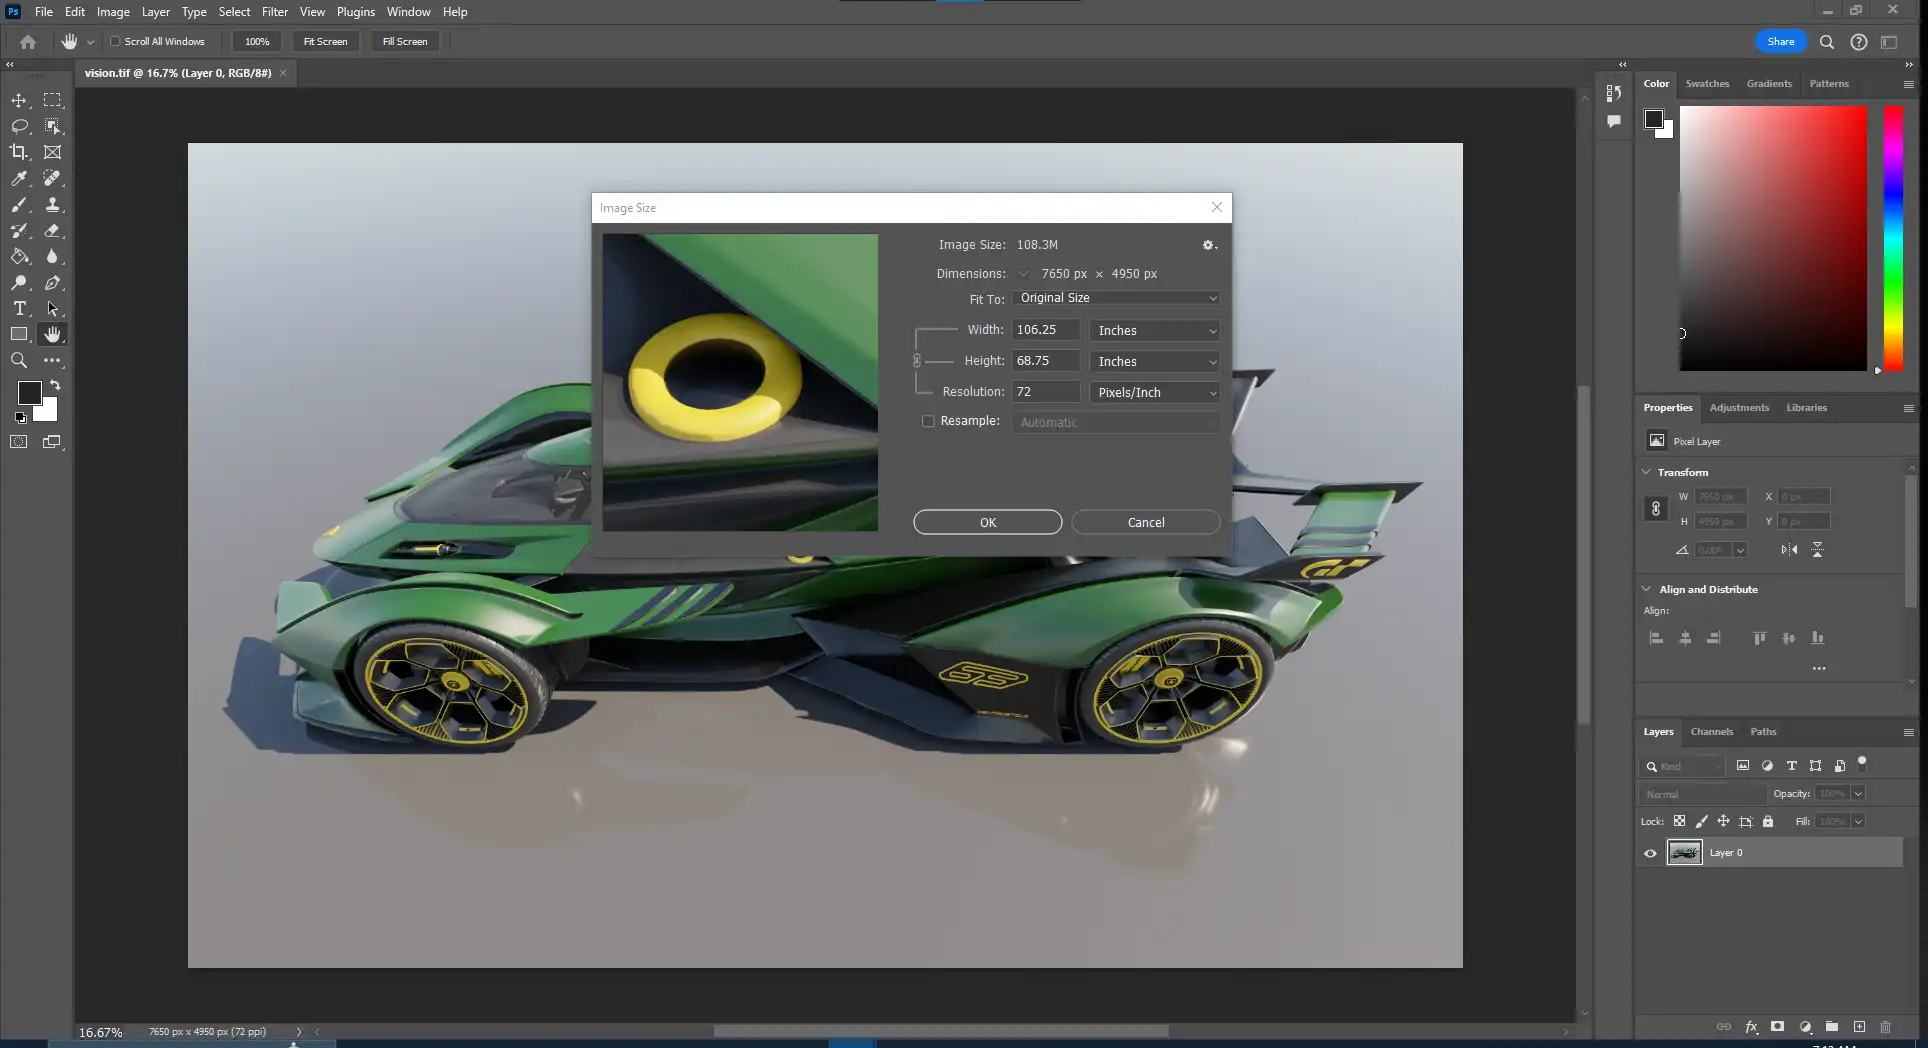 Ps File Edit Image Layer Type Select Filter View Plugins Window Help
Scroll All Windows 100% Fit Screen Fill Screen Share
vision.tif @ 16.7% (Layer 0, RGB/8#)
Image Size
Image Size: 108.3M
Dimensions: 7650 px × 4950 px
Fit To: Original Size
Width: 106.25 Inches
Height: 68.75 Inches
Resolution: 72 Pixels/Inch
Resample: Automatic
OK Cancel
GT
63
Color Swatches Gradients Patterns
Properties Adjustments Libraries
Pixel Layer
Transform
W 7650 px X 0 px
H 4950 px Y 0 px
0.00°
Align and Distribute
Align:
Layers Channels Paths
Kind
Normal Opacity: 100%
Lock: Fill: 100%
Layer 0
16.67% 7650 px x 4950 px (72 ppi)